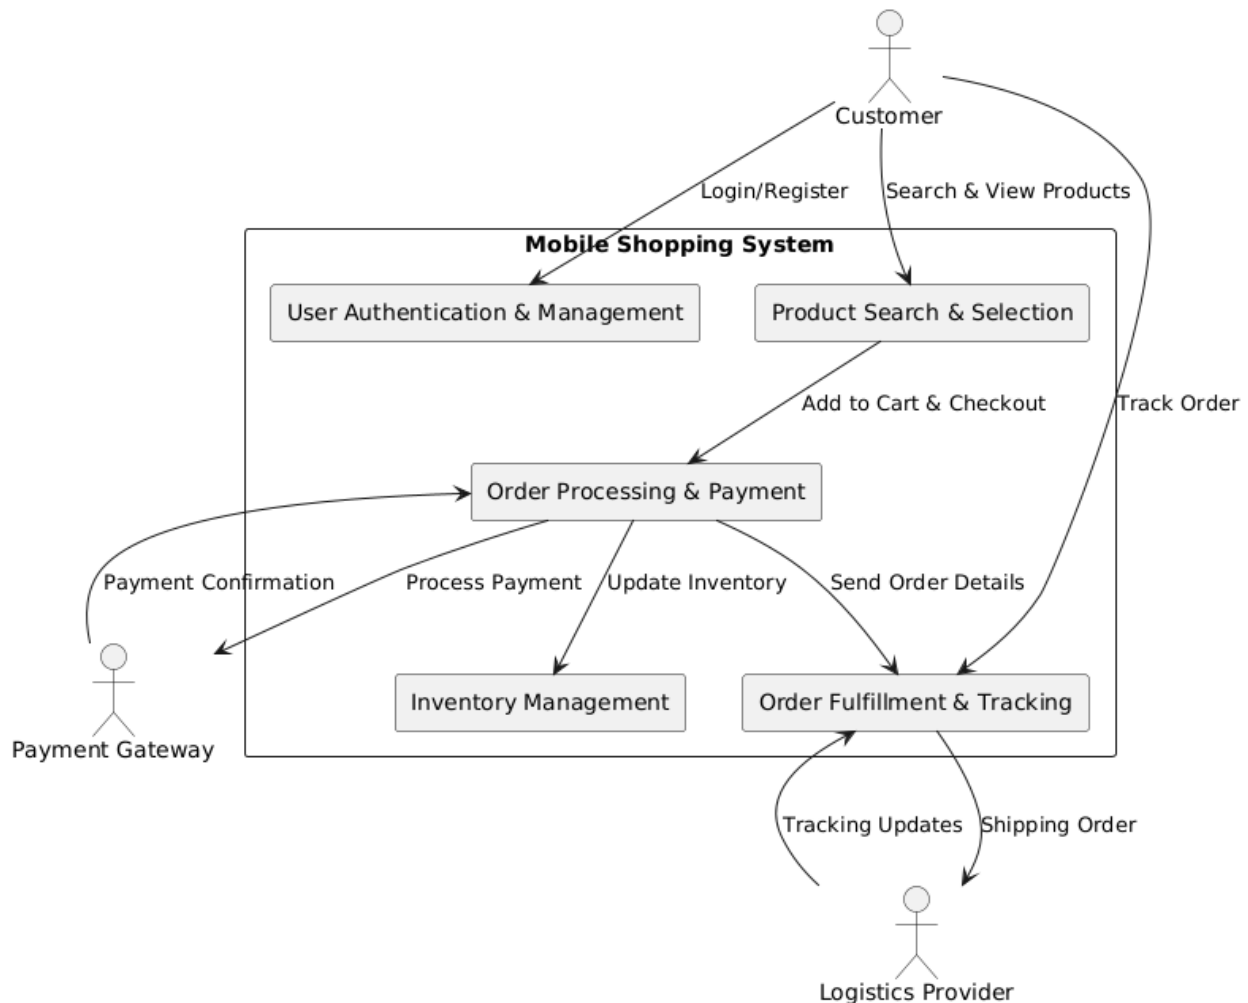 Customer
Login/Register
Search & View Products
Mobile Shopping System
User Authentication & Management
Product Search & Selection
Add to Cart & Checkout
Track Order
Order Processing & Payment
Payment Confirmation
Process Payment
Update Inventory
Send Order Details
Payment Gateway
Inventory Management
Order Fulfillment & Tracking
Tracking Updates
Shipping Order
Logistics Provider